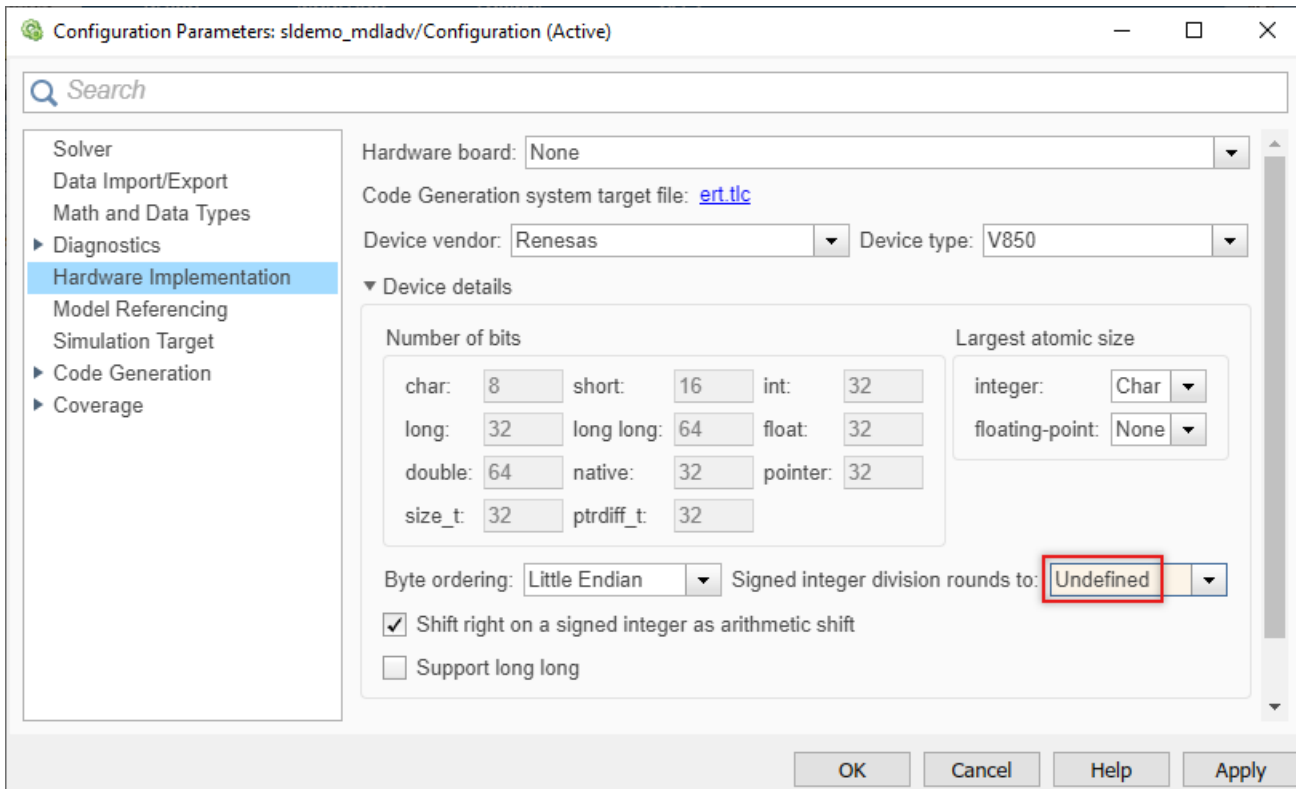 Configuration Parameters: sldemo_mdladv/Configuration (Active)
Search
Solver
Data Import/Export
Math and Data Types
Diagnostics
Hardware Implementation
Model Referencing
Simulation Target
Code Generation
Coverage
Hardware board: None
Code Generation system target file: ert.tlc
Device vendor: Renesas Device type: V850
Device details
Number of bits
char: 8 short: 16 int: 32
long: 32 long long: 64 float: 32
double: 64 native: 32 pointer: 32
size_t: 32 ptrdiff_t: 32
Largest atomic size
integer: Char
floating-point: None
Byte ordering: Little Endian Signed integer division rounds to: Undefined
Shift right on a signed integer as arithmetic shift
Support long long
OK Cancel Help Apply